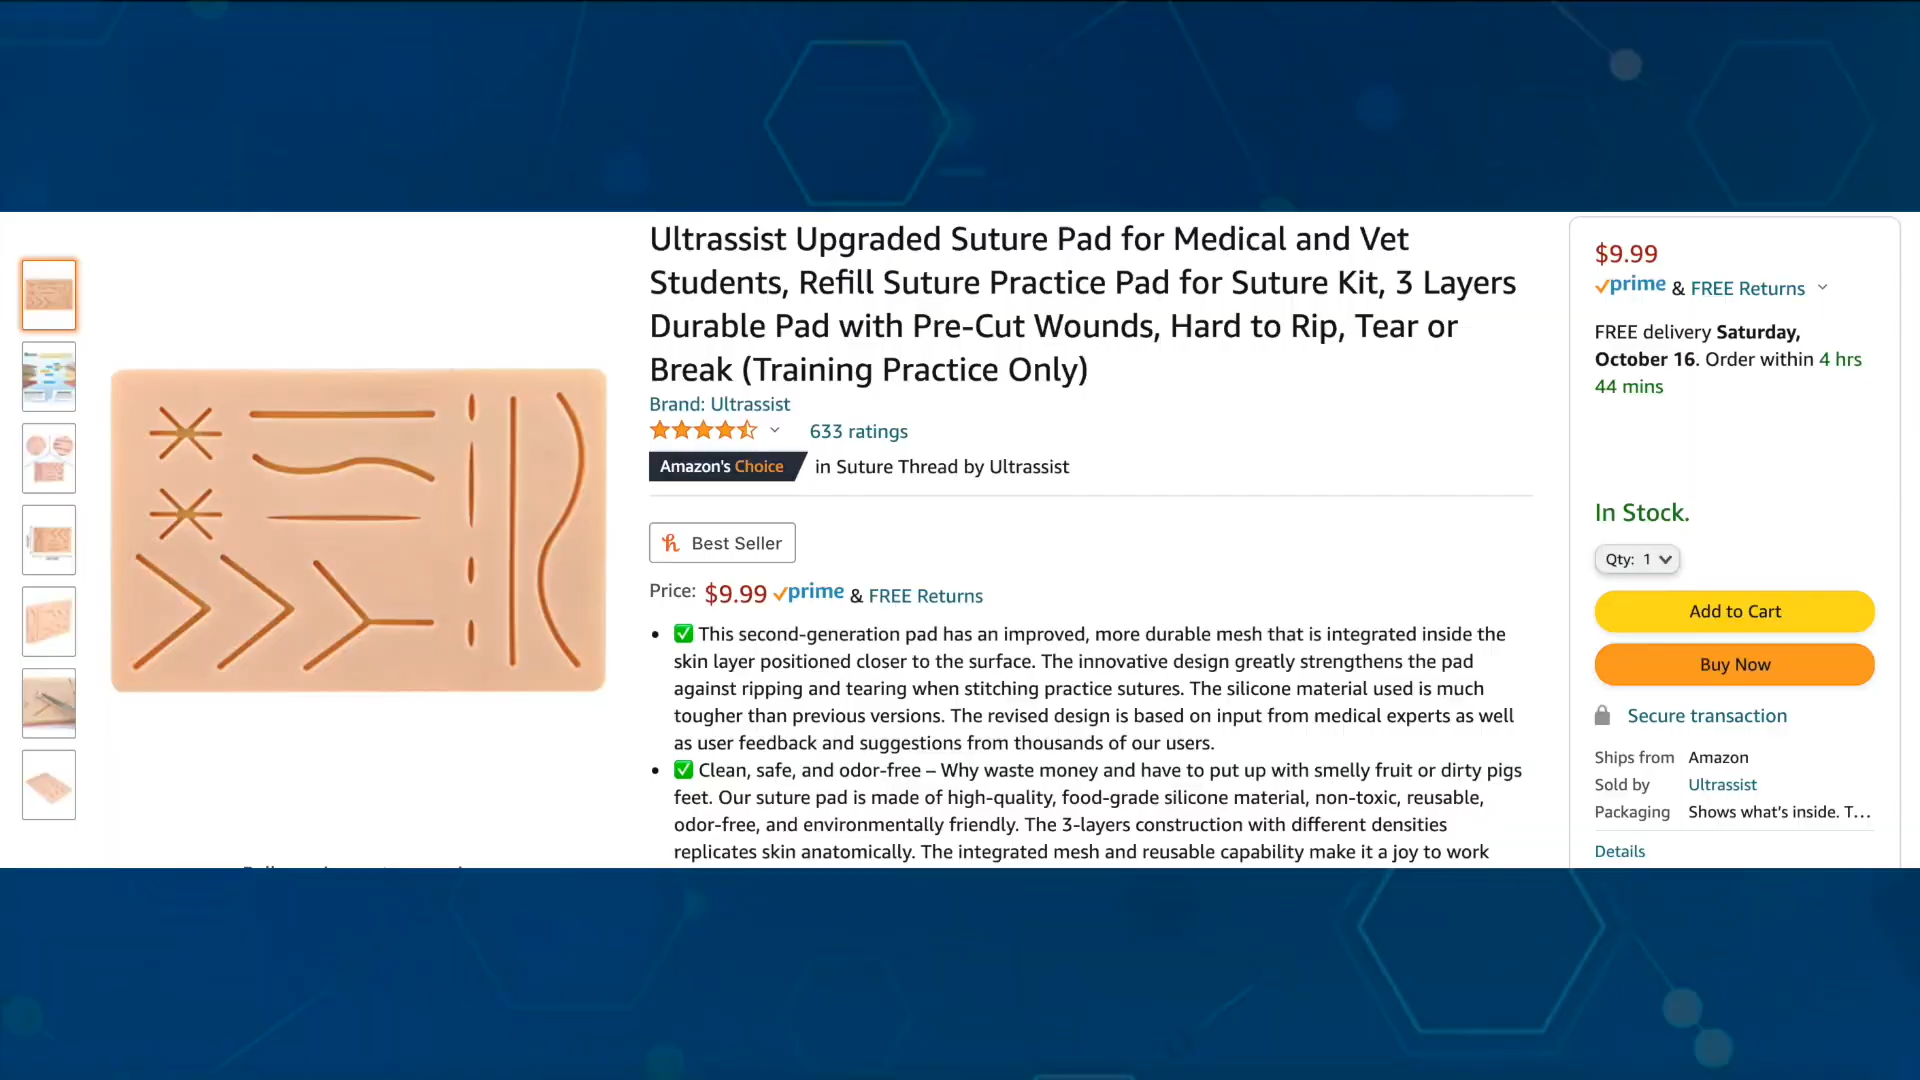 Ultrassist Upgraded Suture Pad for Medical and Vet
Students, Refill Suture Practice Pad for Suture Kit, 3 Layers
Durable Pad with Pre-Cut Wounds, Hard to Rip, Tear or
Break (Training Practice Only)
Brand: Ultrassist
633 ratings
Amazon's Choice in Suture Thread by Ultrassist
Best Seller
Price: $9.99 prime & FREE Returns
• ✅ This second-generation pad has an improved, more durable mesh that is integrated inside the
skin layer positioned closer to the surface. The innovative design greatly strengthens the pad
against ripping and tearing when stitching practice sutures. The silicone material used is much
tougher than previous versions. The revised design is based on input from medical experts as well
as user feedback and suggestions from thousands of our users.
• ✅ Clean, safe, and odor-free – Why waste money and have to put up with smelly fruit or dirty pigs
feet. Our suture pad is made of high-quality, food-grade silicone material, non-toxic, reusable,
odor-free, and environmentally friendly. The 3-layers construction with different densities
replicates skin anatomically. The integrated mesh and reusable capability make it a joy to work
$9.99
prime & FREE Returns
FREE delivery Saturday,
October 16. Order within 4 hrs
44 mins
In Stock.
Qty: 1
Add to Cart
Buy Now
Secure transaction
Ships from Amazon
Sold by Ultrassist
Packaging Shows what's inside. T...
Details